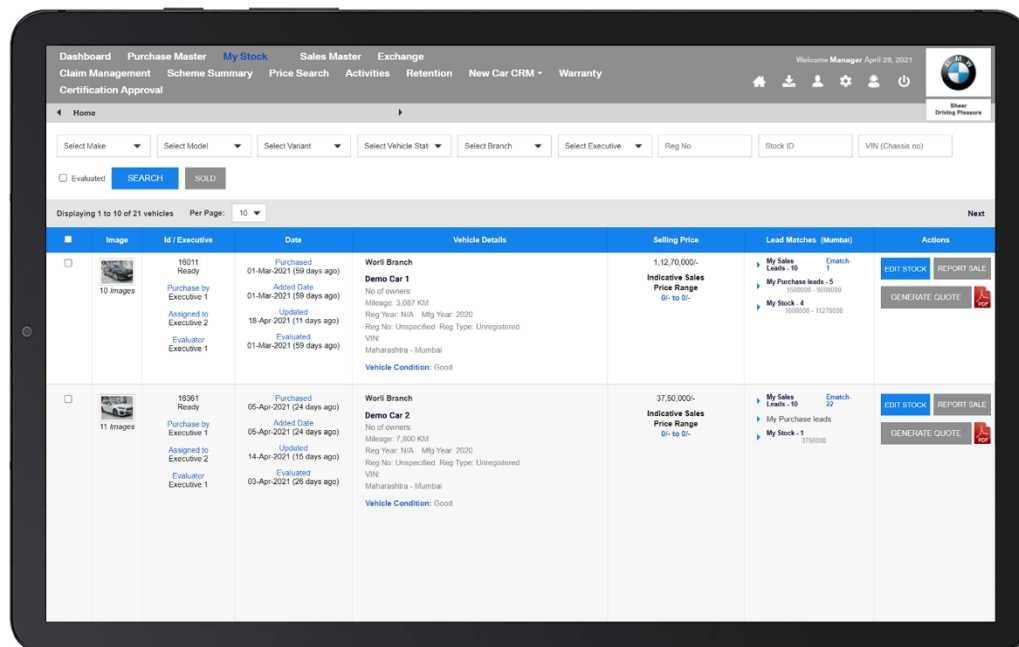 Dashboard Purchase Master My Stock Sales Master Exchange
Claim Management Scheme Summary Price Search Activities Retention New Car CRM Warranty
Certification Approval
Welcome Manager April 29, 2021
BMW
Sheer
Driving Pleasure
Home
Select Make Select Model Select Variant Select Vehicle Stat Select Branch Select Executive Reg No Stock ID VIN (Chassis no)
Evaluated SEARCH SOLD
Displaying 1 to 10 of 21 vehicles Per Page: 10 Next
Image Id / Executive Date Vehicle Details Selling Price Lead Matches (Mumbai) Actions
10 Images
16011
Ready
Purchase by
Executive 1
Assigned to
Executive 2
Evaluator
Executive 1
Purchased
01-Mar-2021 (59 days ago)
Added Date
01-Mar-2021 (59 days ago)
Updated
18-Apr-2021 (11 days ago)
Evaluated
01-Mar-2021 (59 days ago)
Worli Branch
Demo Car 1
No of owners:
Mileage: 3,087 KM
Reg Year: N/A Mfg Year: 2020
Reg No: Unspecified Reg Type: Unregistered
VIN:
Maharashtra - Mumbai
Vehicle Condition: Good
1,12,70,000/-
Indicative Sales
Price Range
0/- to 0/-
My Sales Leads - 10 Ematch- 1
My Purchase leads - 5
1500000 - 9000000
My Stock - 4
1000000 - 11270000
EDIT STOCK REPORT SALE
GENERATE QUOTE PDF
11 Images
16361
Ready
Purchase by
Executive 1
Assigned to
Executive 2
Evaluator
Executive 1
Purchased
05-Apr-2021 (24 days ago)
Added Date
05-Apr-2021 (24 days ago)
Updated
14-Apr-2021 (15 days ago)
Evaluated
03-Apr-2021 (26 days ago)
Worli Branch
Demo Car 2
No of owners:
Mileage: 7,800 KM
Reg Year: N/A Mfg Year: 2020
Reg No: Unspecified Reg Type: Unregistered
VIN:
Maharashtra - Mumbai
Vehicle Condition: Good
37,50,000/-
Indicative Sales
Price Range
0/- to 0/-
My Sales Leads - 10 Ematch- 22
My Purchase leads
My Stock - 1
3750000
EDIT STOCK REPORT SALE
GENERATE QUOTE PDF